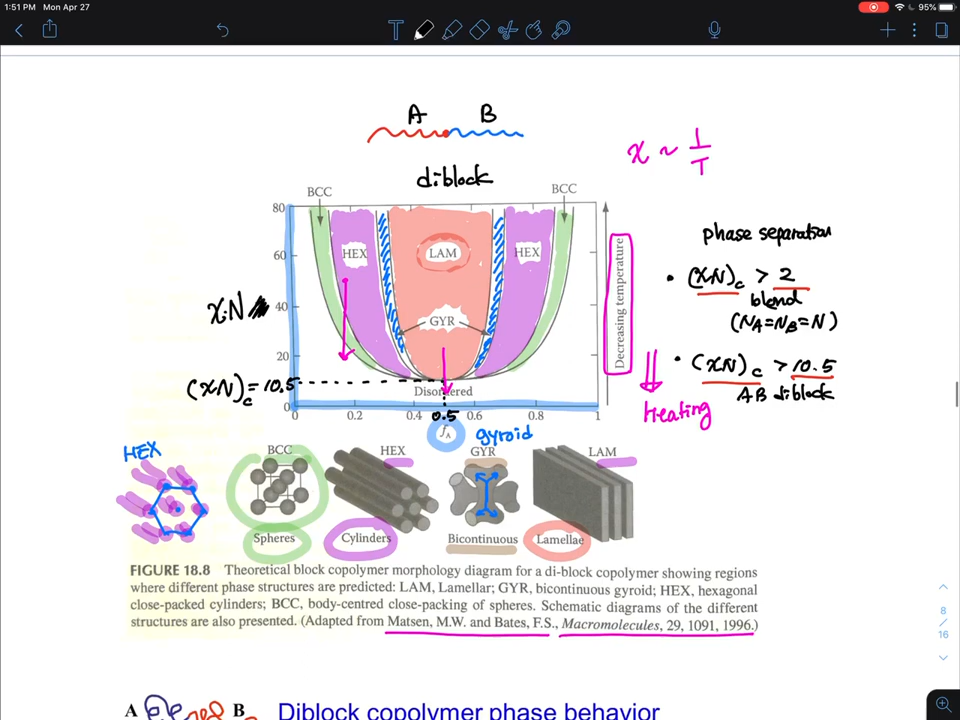 1:51 PM Mon Apr 27
95%
A B
diblock
χ ~ 1/T
BCC
BCC
80
60
40
20
0
HEX
LAM
HEX
GYR
Disordered
χ·N
(χN)c = 10.5
0 0.2 0.4 0.6 0.8 1
0.5
fA
Decreasing temperature
Heating
phase separation
• (χN)c > 2
blend
(NA=NB=N)
• (χN)c > 10.5
AB diblock
gyroid
HEX
BCC
HEX
GYR
LAM
Spheres
Cylinders
Bicontinuous
Lamellae
FIGURE 18.8 Theoretical block copolymer morphology diagram for a di-block copolymer showing regions
where different phase structures are predicted: LAM, Lamellar; GYR, bicontinuous gyroid; HEX, hexagonal
close-packed cylinders; BCC, body-centred close-packing of spheres. Schematic diagrams of the different
structures are also presented. (Adapted from Matsen, M.W. and Bates, F.S., Macromolecules, 29, 1091, 1996.)
8
16
A B
Diblock copolymer phase behavior